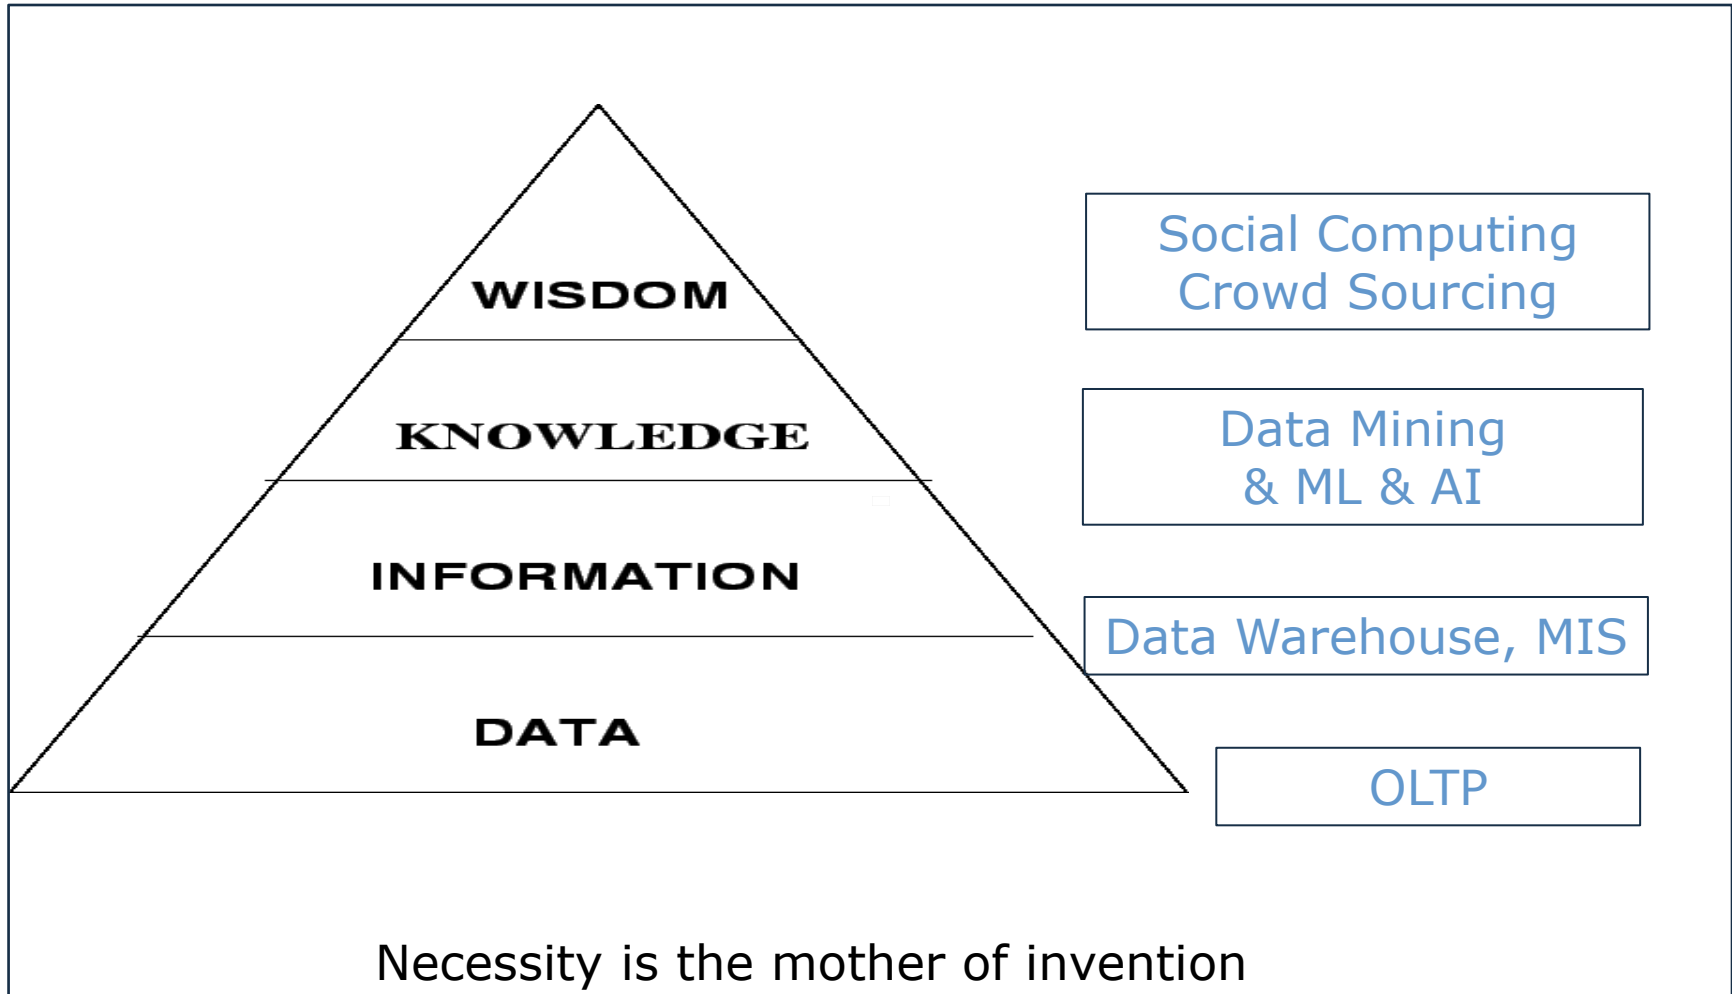 WISDOM
KNOWLEDGE
INFORMATION
DATA
Social Computing
Crowd Sourcing
Data Mining
& ML & AI
Data Warehouse, MIS
OLTP
Necessity is the mother of invention